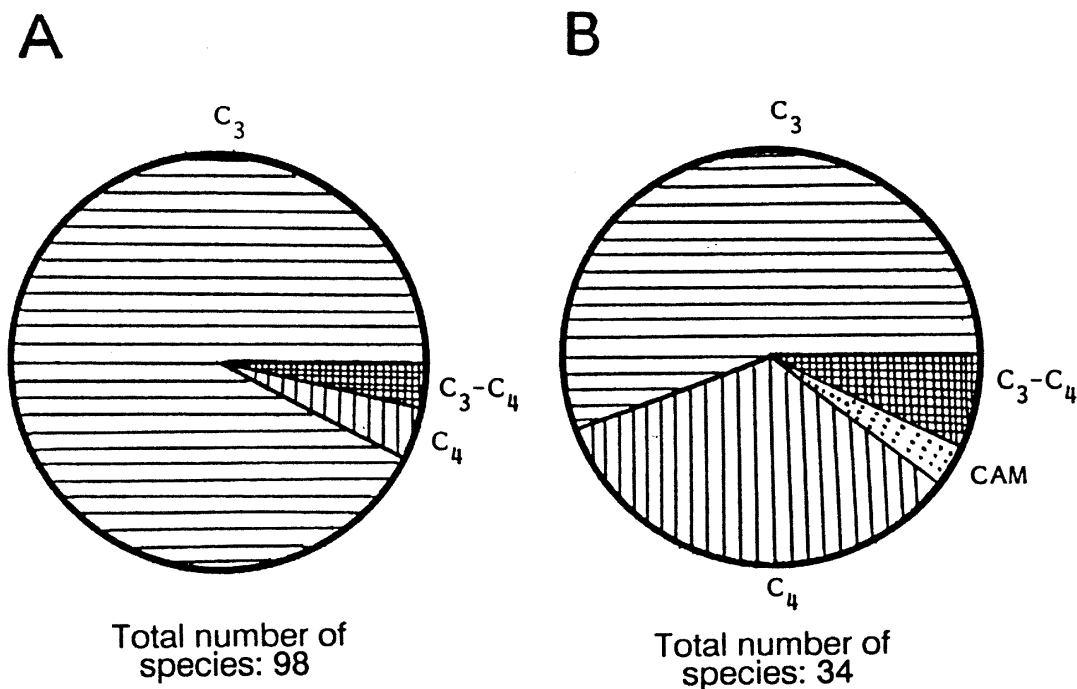 A
C₃
C₃-C₄
C₄
Total number of
species: 98
B
C₃
C₃-C₄
CAM
C₄
Total number of
species: 34